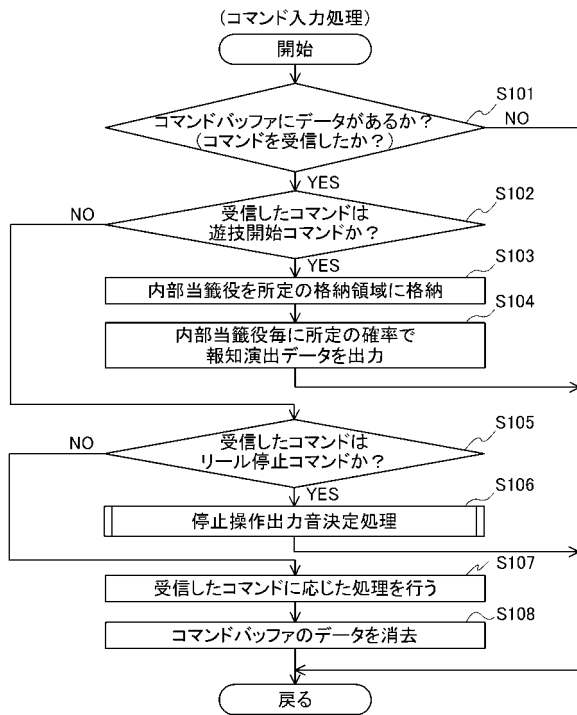 (コマンド入力処理)
開始
S101
コマンドバッファにデータがあるか?
(コマンドを受信したか?)
NO
YES
S102
NO
受信したコマンドは
遊技開始コマンドか?
YES
S103
内部当籤役を所定の格納領域に格納
S104
内部当籤役毎に所定の確率で
報知演出データを出力
S105
NO
受信したコマンドは
リール停止コマンドか?
YES
S106
停止操作出力音決定処理
S107
受信したコマンドに応じた処理を行う
S108
コマンドバッファのデータを消去
戻る